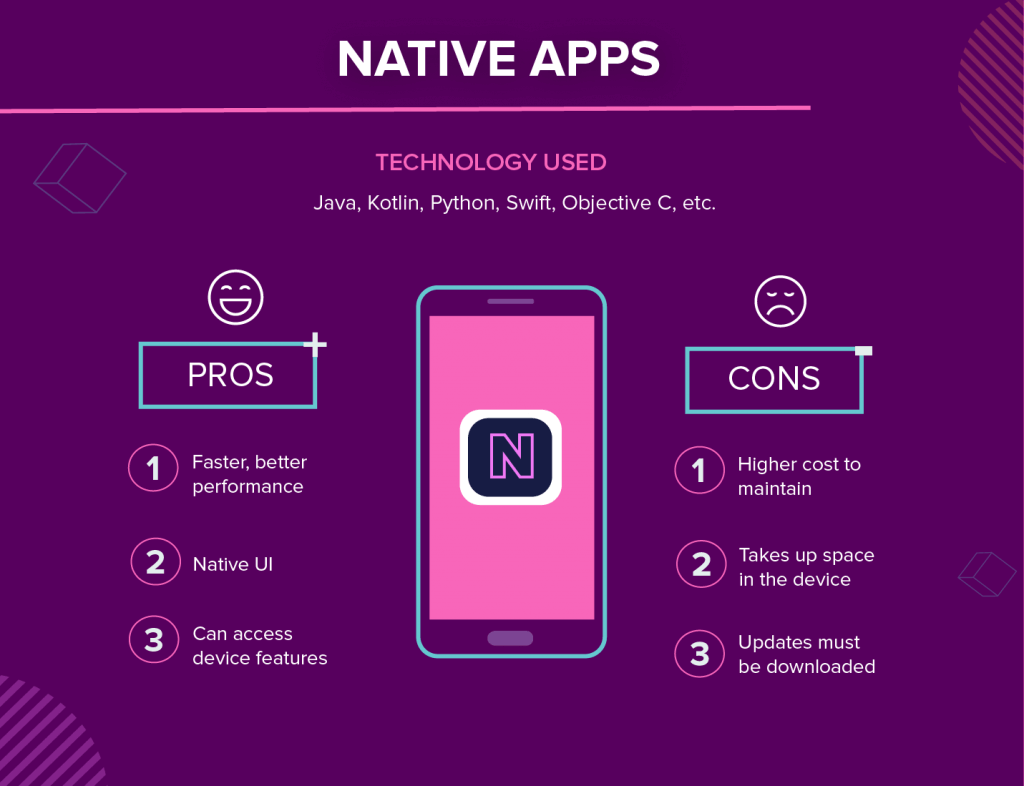 NATIVE APPS
TECHNOLOGY USED
Java, Kotlin, Python, Swift, Objective C, etc.
PROS
1
Faster, better
performance
2
Native UI
3
Can access
device features
N
CONS
1
Higher cost to
maintain
2
Takes up space
in the device
3
Updates must
be downloaded